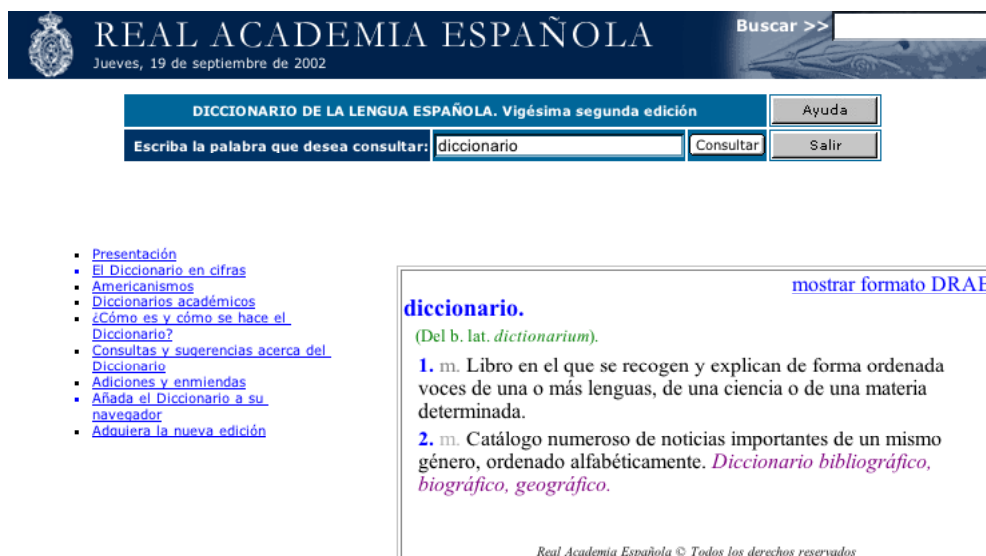 REAL ACADEMIA ESPAÑOLA
Jueves, 19 de septiembre de 2002
Buscar >>
DICCIONARIO DE LA LENGUA ESPAÑOLA. Vigésima segunda edición
Ayuda
Escriba la palabra que desea consultar: diccionario Consultar
Salir
Presentación
El Diccionario en cifras
Americanismos
Diccionarios académicos
¿Cómo es y cómo se hace el
Diccionario?
Consultas y sugerencias acerca del
Diccionario
Adiciones y enmiendas
Añada el Diccionario a su
navegador
Adquiera la nueva edición
mostrar formato DRAE
diccionario.
(Del b. lat. dictionarium).
1. m. Libro en el que se recogen y explican de forma ordenada
voces de una o más lenguas, de una ciencia o de una materia
determinada.
2. m. Catálogo numeroso de noticias importantes de un mismo
género, ordenado alfabéticamente. Diccionario bibliográfico,
biográfico, geográfico.
Real Academia Española © Todos los derechos reservados